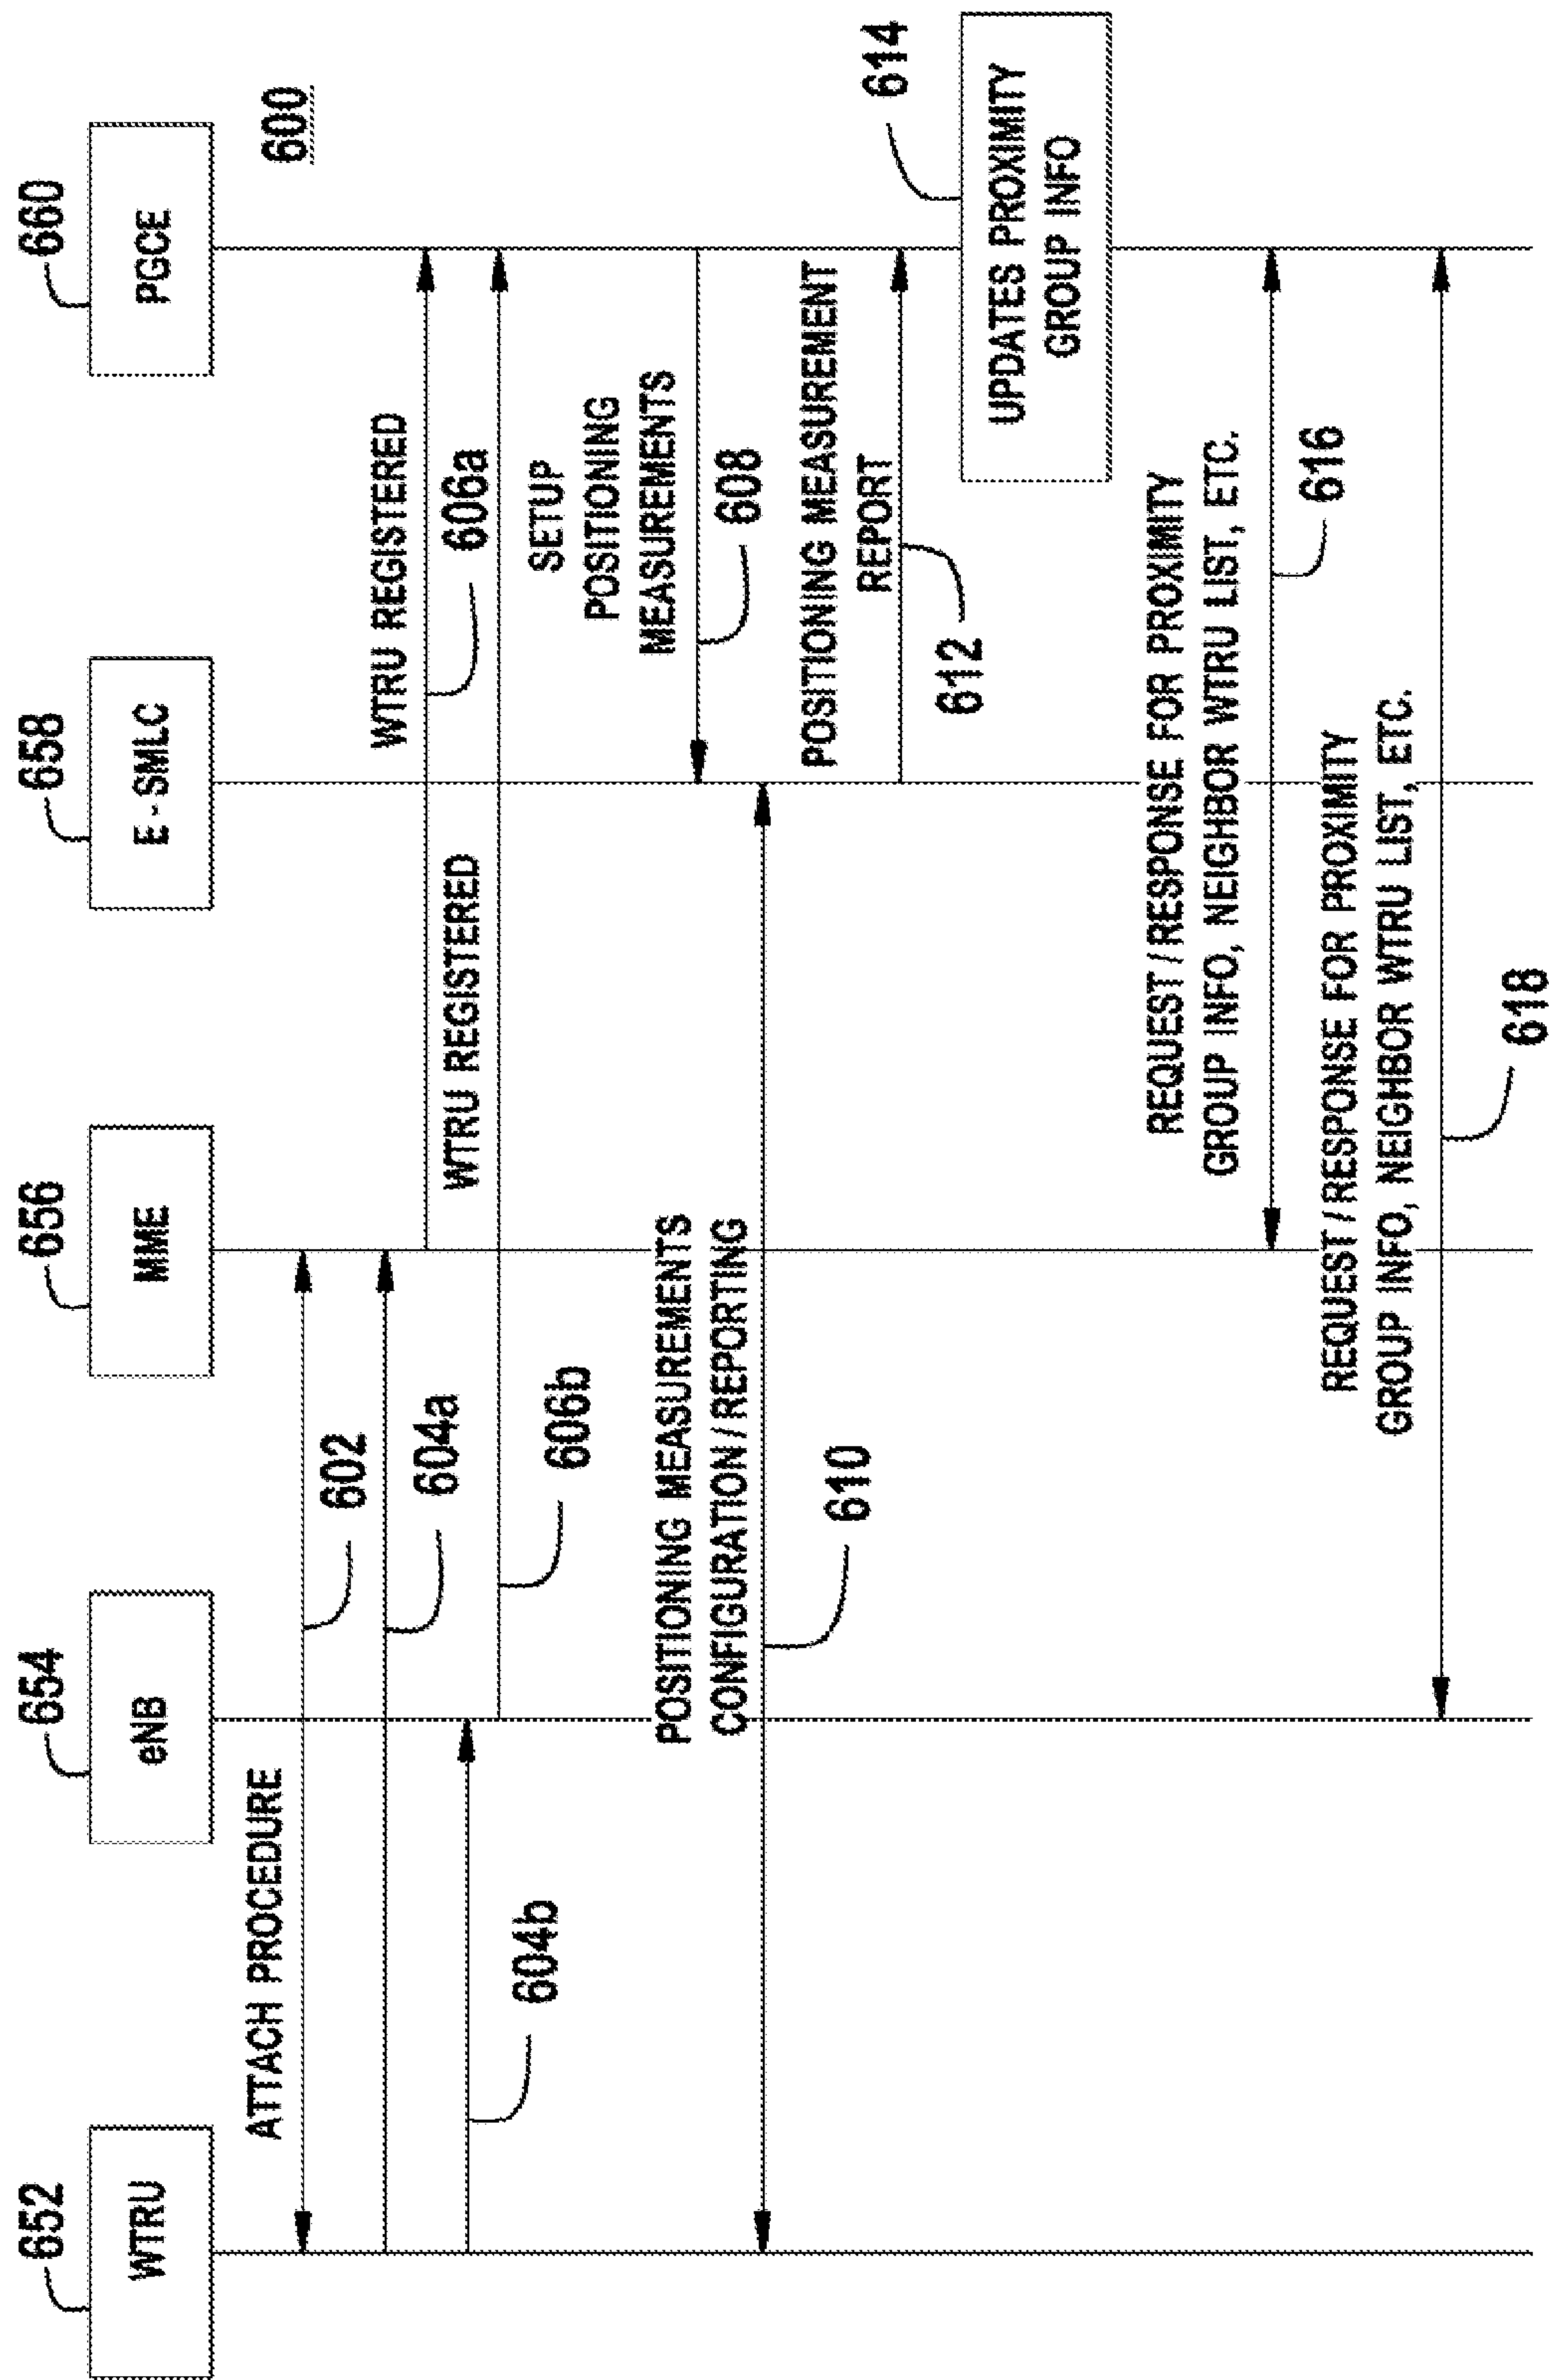 652
WTRU
654
eNB
656
MME
658
E-SMLC
660
PGCE
600
ATTACH PROCEDURE
602
604a
604b
WTRU REGISTERED
606a
WTRU REGISTERED
606b
SETUP
POSITIONING
MEASUREMENTS
608
POSITIONING MEASUREMENTS
CONFIGURATION/REPORTING
610
POSITIONING MEASUREMENT
REPORT
612
614
UPDATES PROXIMITY
GROUP INFO
REQUEST/RESPONSE FOR PROXIMITY
GROUP INFO, NEIGHBOR WTRU LIST, ETC.
616
REQUEST/RESPONSE FOR PROXIMITY
GROUP INFO, NEIGHBOR WTRU LIST, ETC.
618